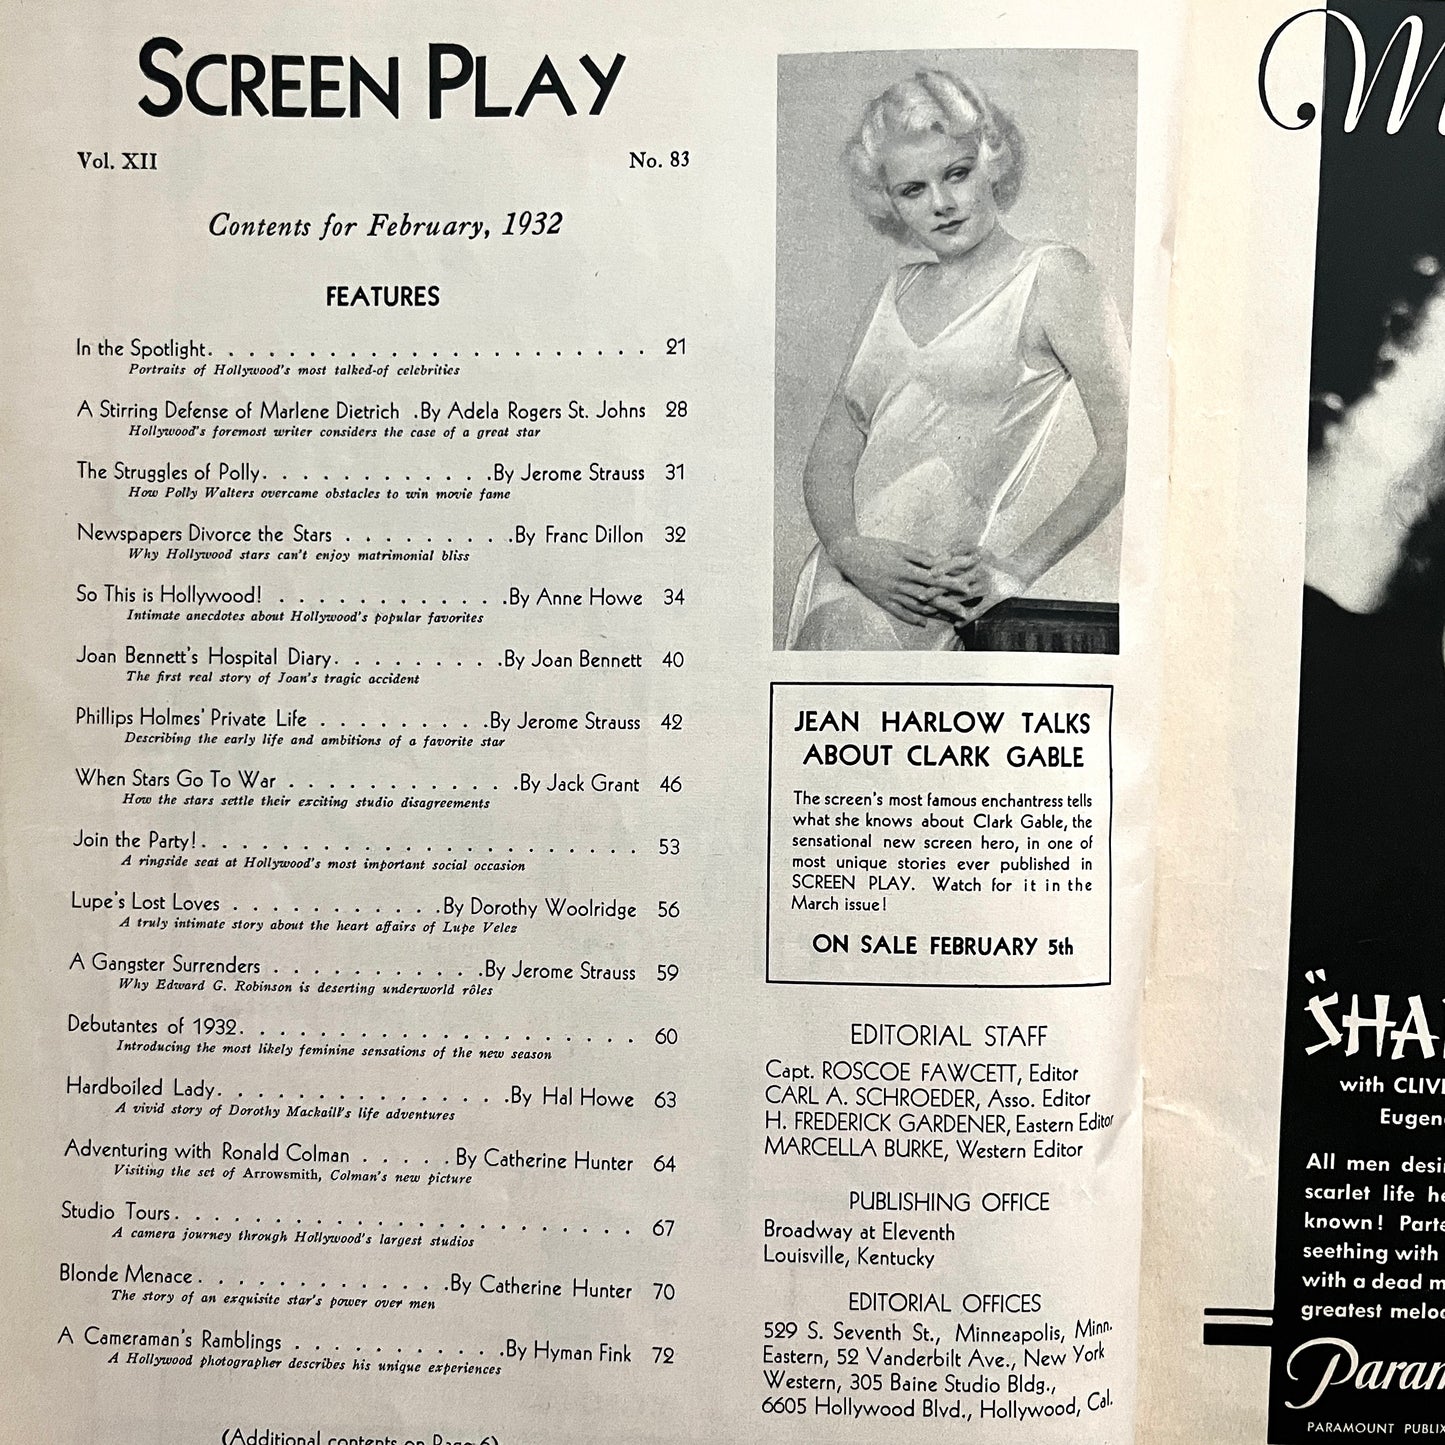 SCREEN PLAY
Vol. XII No. 83
Contents for February, 1932
FEATURES
In the Spotlight. . . . . . . . . . . . . . . . . . . . . . 21
Portraits of Hollywood's most talked-of celebrities
A Stirring Defense of Marlene Dietrich .By Adela Rogers St. Johns 28
Hollywood's foremost writer considers the case of a great star
The Struggles of Polly. . . . . . . . . . . .By Jerome Strauss 31
How Polly Walters overcame obstacles to win movie fame
Newspapers Divorce the Stars . . . . . . . . .By Franc Dillon 32
Why Hollywood stars can't enjoy matrimonial bliss
So This is Hollywood! . . . . . . . . . . . .By Anne Howe 34
Intimate anecdotes about Hollywood's popular favorites
Joan Bennett's Hospital Diary. . . . . . . . .By Joan Bennett 40
The first real story of Joan's tragic accident
Phillips Holmes' Private Life . . . . . . . . .By Jerome Strauss 42
Describing the early life and ambitions of a favorite star
When Stars Go To War . . . . . . . . . . . .By Jack Grant 46
How the stars settle their exciting studio disagreements
Join the Party!. . . . . . . . . . . . . . . . . . . . . . 53
A ringside seat at Hollywood's most important social occasion
Lupe's Lost Loves . . . . . . . . . . .By Dorothy Woolridge 56
A truly intimate story about the heart affairs of Lupe Velez
A Gangster Surrenders . . . . . . . . . . .By Jerome Strauss 59
Why Edward G. Robinson is deserting underworld rôles
Debutantes of 1932. . . . . . . . . . . . . . . . . . . . 60
Introducing the most likely feminine sensations of the new season
Hardboiled Lady. . . . . . . . . . . . . . .By Hal Howe 63
A vivid story of Dorothy Mackaill's life adventures
Adventuring with Ronald Colman . . . . .By Catherine Hunter 64
Visiting the set of Arrowsmith, Colman's new picture
Studio Tours. . . . . . . . . . . . . . . . . . . . . . . 67
A camera journey through Hollywood's largest studios
Blonde Menace. . . . . . . . . . . . .By Catherine Hunter 70
The story of an exquisite star's power over men
A Cameraman's Ramblings . . . . . . . . . . .By Hyman Fink 72
A Hollywood photographer describes his unique experiences
(Additional contents on Page 6)
JEAN HARLOW TALKS
ABOUT CLARK GABLE
The screen's most famous enchantress tells
what she knows about Clark Gable, the
sensational new screen hero, in one of
most unique stories ever published in
SCREEN PLAY. Watch for it in the
March issue!
ON SALE FEBRUARY 5th
EDITORIAL STAFF
Capt. ROSCOE FAWCETT, Editor
CARL A. SCHROEDER, Asso. Editor
H. FREDERICK GARDENER, Eastern Editor
MARCELLA BURKE, Western Editor
PUBLISHING OFFICE
Broadway at Eleventh
Louisville, Kentucky
EDITORIAL OFFICES
529 S. Seventh St., Minneapolis, Minn.
Eastern, 52 Vanderbilt Ave., New York
Western, 305 Baine Studio Bldg.,
6605 Hollywood Blvd., Hollywood, Cal.
M
"SHA
with CLIV
Eugen
All men desi
scarlet life he
known! Parte
seething with
with a dead m
greatest melo
Param
PARAMOUNT PUBLIX